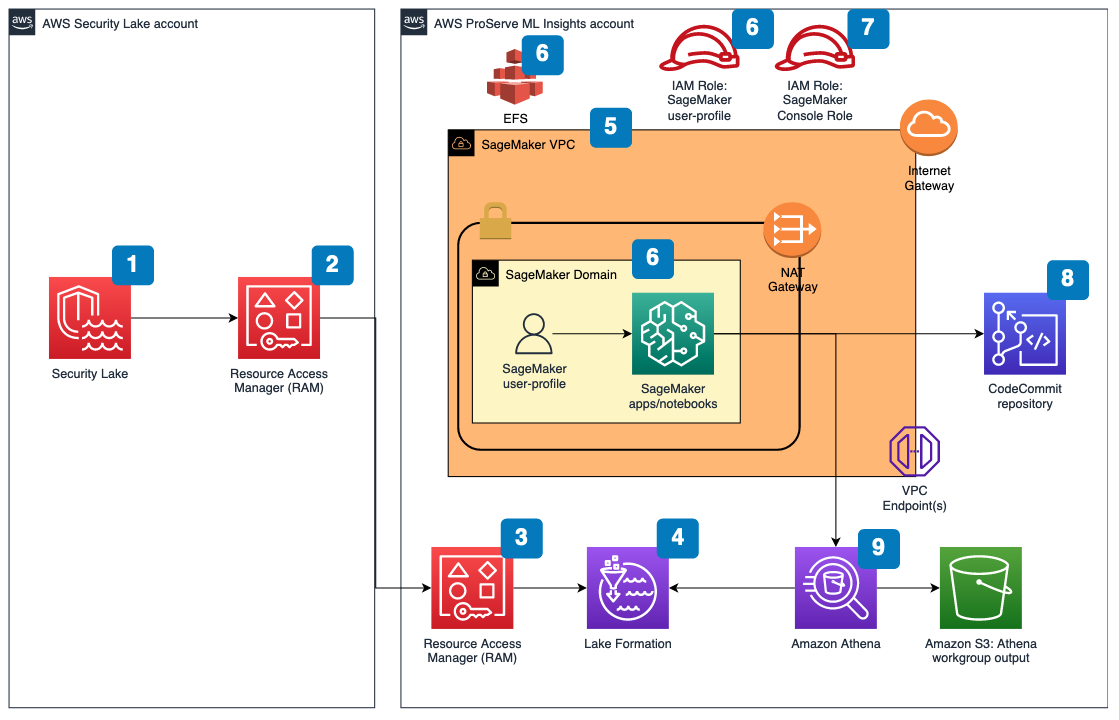 aws
AWS Security Lake account
1
Security Lake
2
Resource Access
Manager (RAM)
aws
AWS ProServe ML Insights account
6
EFS
6
IAM Role:
SageMaker
user-profile
7
IAM Role:
SageMaker
Console Role
5
SageMaker VPC
Internet
Gateway
NAT
Gateway
6
SageMaker Domain
SageMaker
user-profile
SageMaker
apps/notebooks
8
</>
CodeCommit
repository
VPC
Endpoint(s)
3
Resource Access
Manager (RAM)
4
Lake Formation
9
Amazon Athena
Amazon S3: Athena
workgroup output